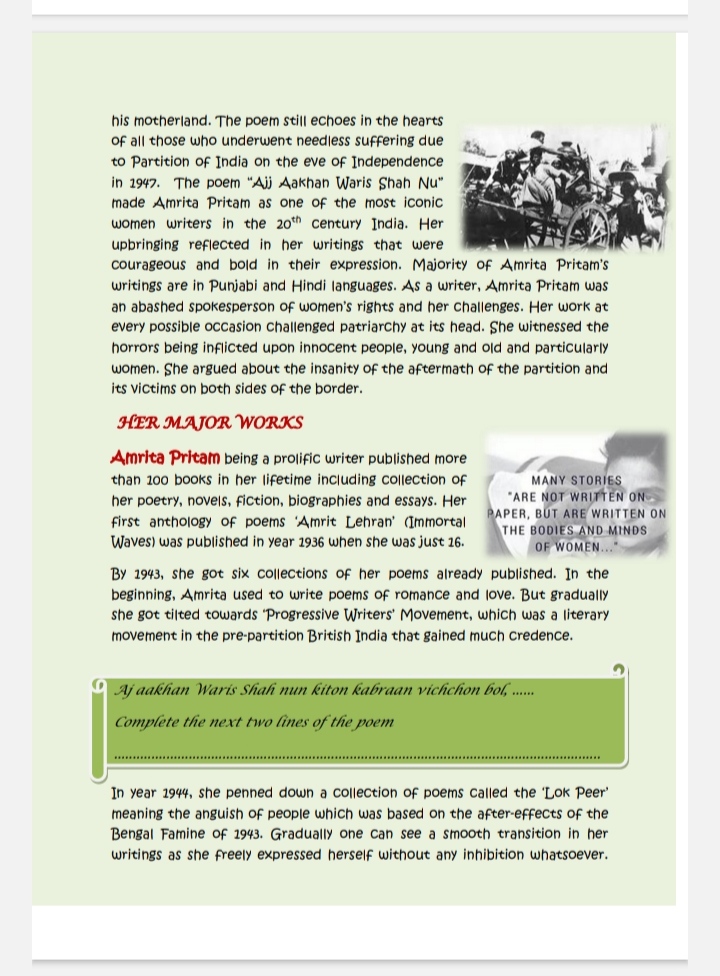 his motherland. The poem still echoes in the hearts
of all those who underwent needless suffering due
to Partition of India on the eve of Independence
in 1947. The poem "Ajj Aakhan Waris Shah Nu"
made Amrita Pritam as one of the most iconic
women writers in the 20th century India. Her
upbringing reflected in her writings that were
courageous and bold in their expression. Majority of Amrita Pritam's
writings are in Punjabi and Hindi languages. As a writer, Amrita Pritam was
an abashed spokesperson of women's rights and her challenges. Her work at
every possible occasion challenged patriarchy at its head. She witnessed the
horrors being inflicted upon innocent people, young and old and particularly
women. She argued about the insanity of the aftermath of the partition and
its victims on both sides of the border.
HER MAJOR WORKS
Amrita Pritam being a prolific writer published more
than 100 books in her lifetime including collection of
her poetry, novels, fiction, biographies and essays. Her
first anthology of poems 'Amrit Lehran' (Immortal
Waves) was published in year 1936 when she was just 16.
MANY STORIES
"ARE NOT WRITTEN ON
PAPER, BUT ARE WRITTEN ON
THE BODIES AND MINDS
OF WOMEN..."
By 1943, she got six collections of her poems already published. In the
beginning, Amrita used to write poems of romance and love. But gradually
she got tilted towards 'Progressive Writers' Movement, which was a literary
movement in the pre-partition British India that gained much credence.
Aj aakhan Waris Shah nun kiton kabraan vichchon bol, ......
Complete the next two lines of the poem
................................................................................
In year 1944, she penned down a collection of poems called the 'Lok Peer'
meaning the anguish of people which was based on the after-effects of the
Bengal Famine of 1943. Gradually one can see a smooth transition in her
writings as she freely expressed herself without any inhibition whatsoever.